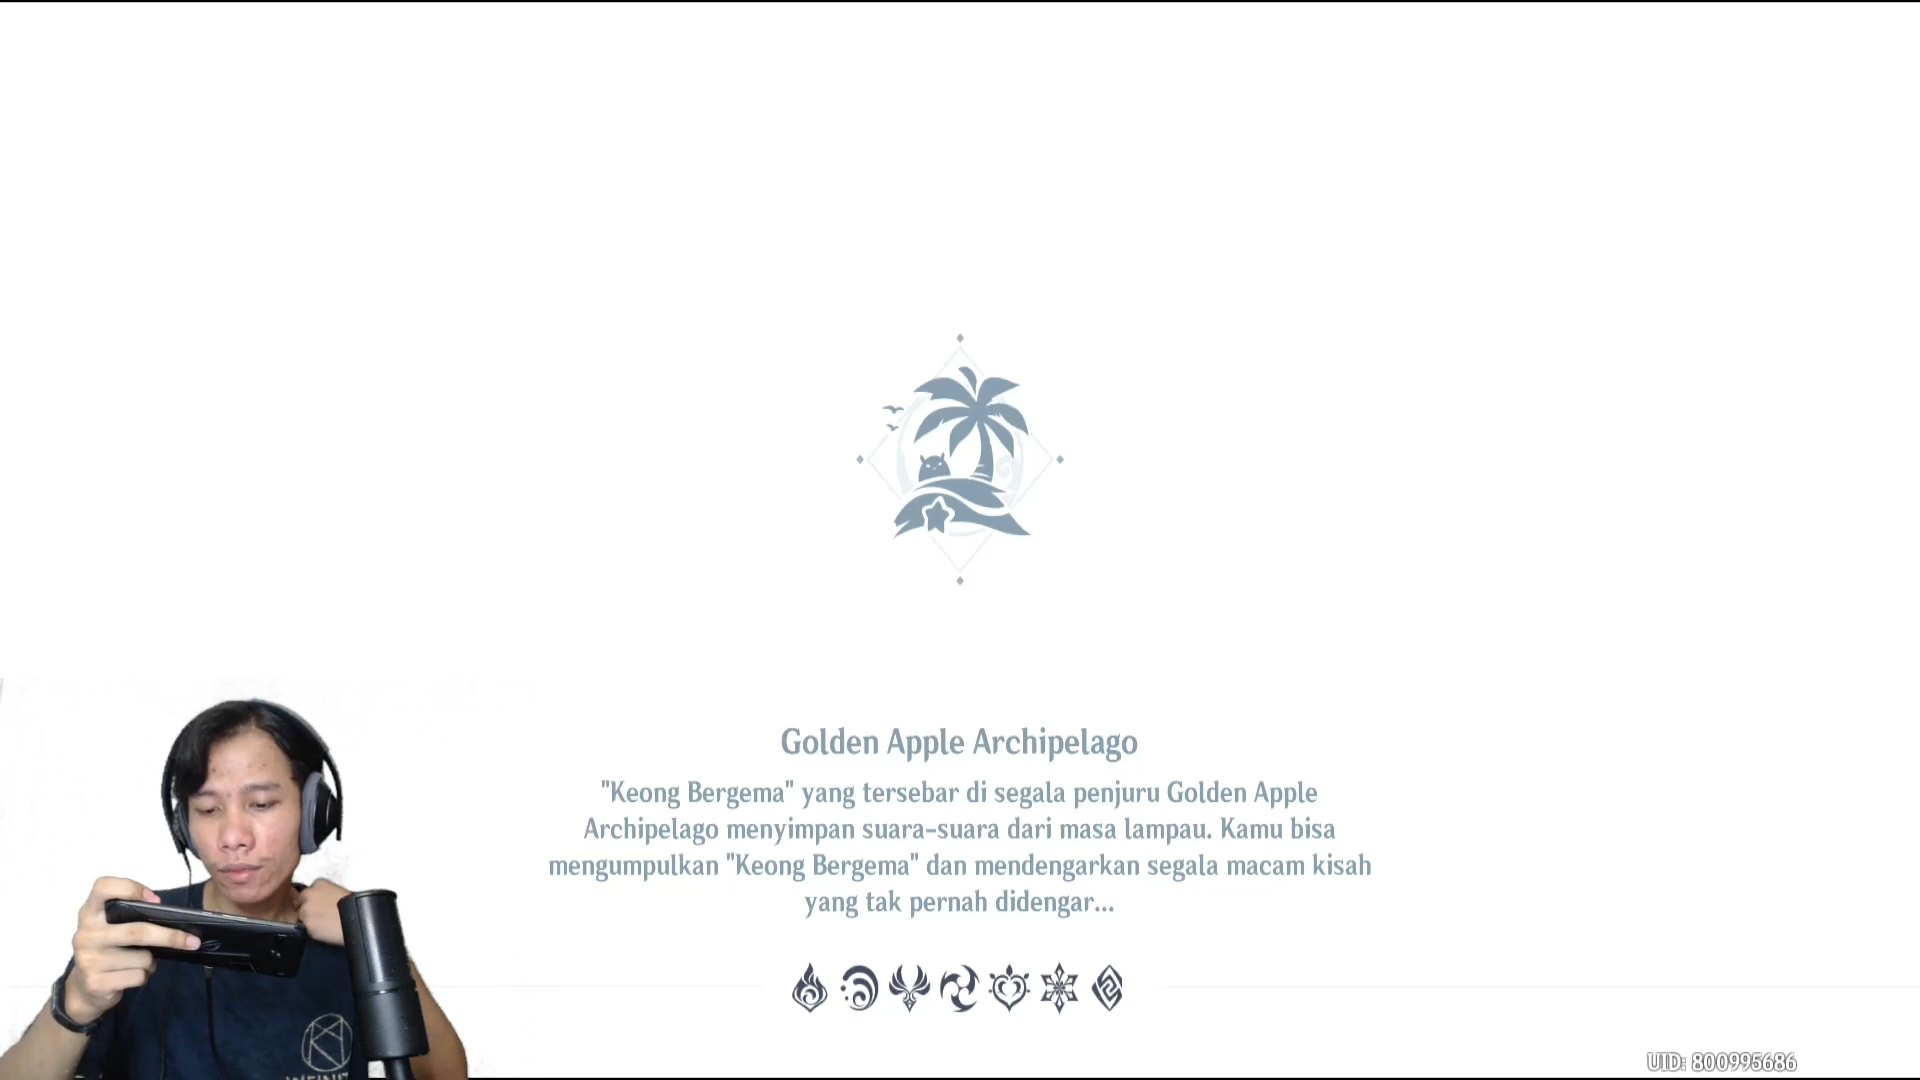 Golden Apple Archipelago
"Keong Bergema" yang tersebar di segala penjuru Golden Apple
Archipelago menyimpan suara-suara dari masa lampau. Kamu bisa
mengumpulkan "Keong Bergema" dan mendengarkan segala macam kisah
yang tak pernah didengar...
UID: 800995686